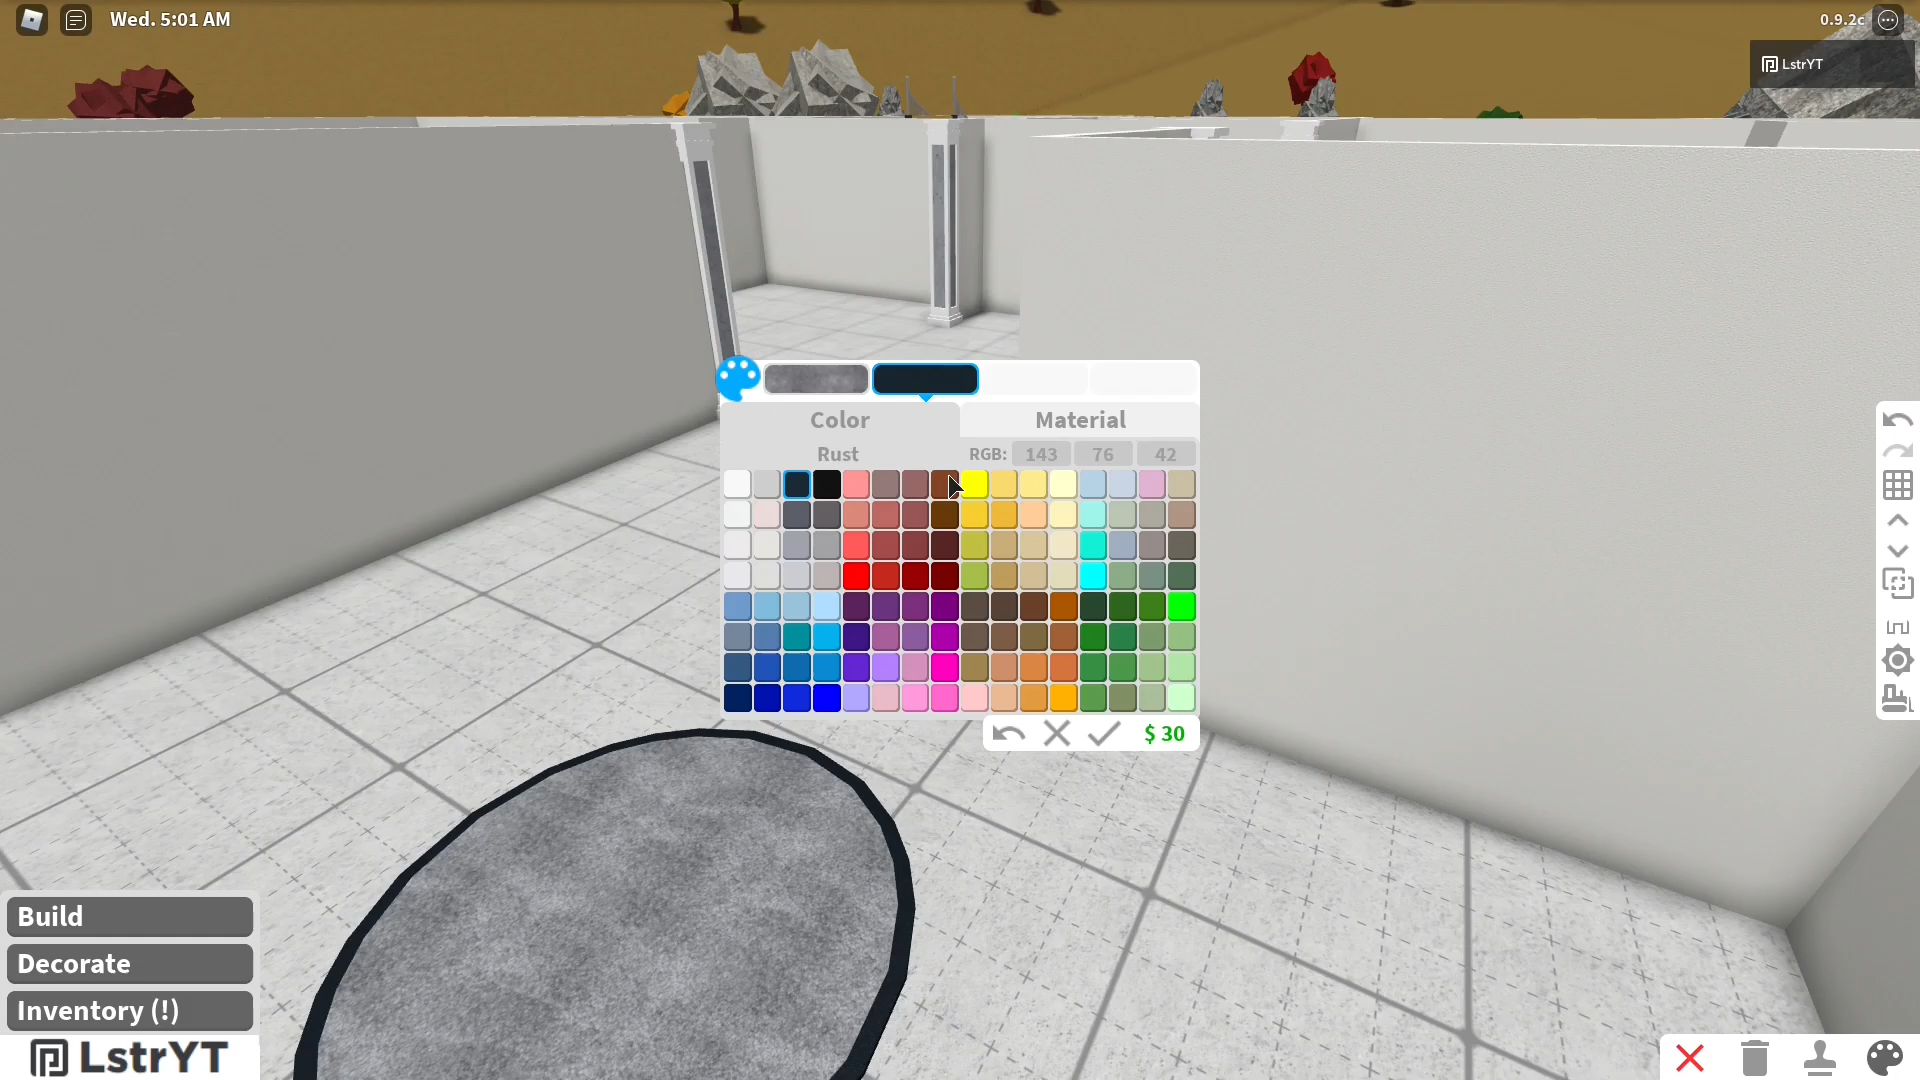 Wed. 5:01 AM
0.9.2c
LstrYT
Color
Material
Rust
RGB: 143 76 42
$ 30
Build
Decorate
Inventory (!)
LstrYT